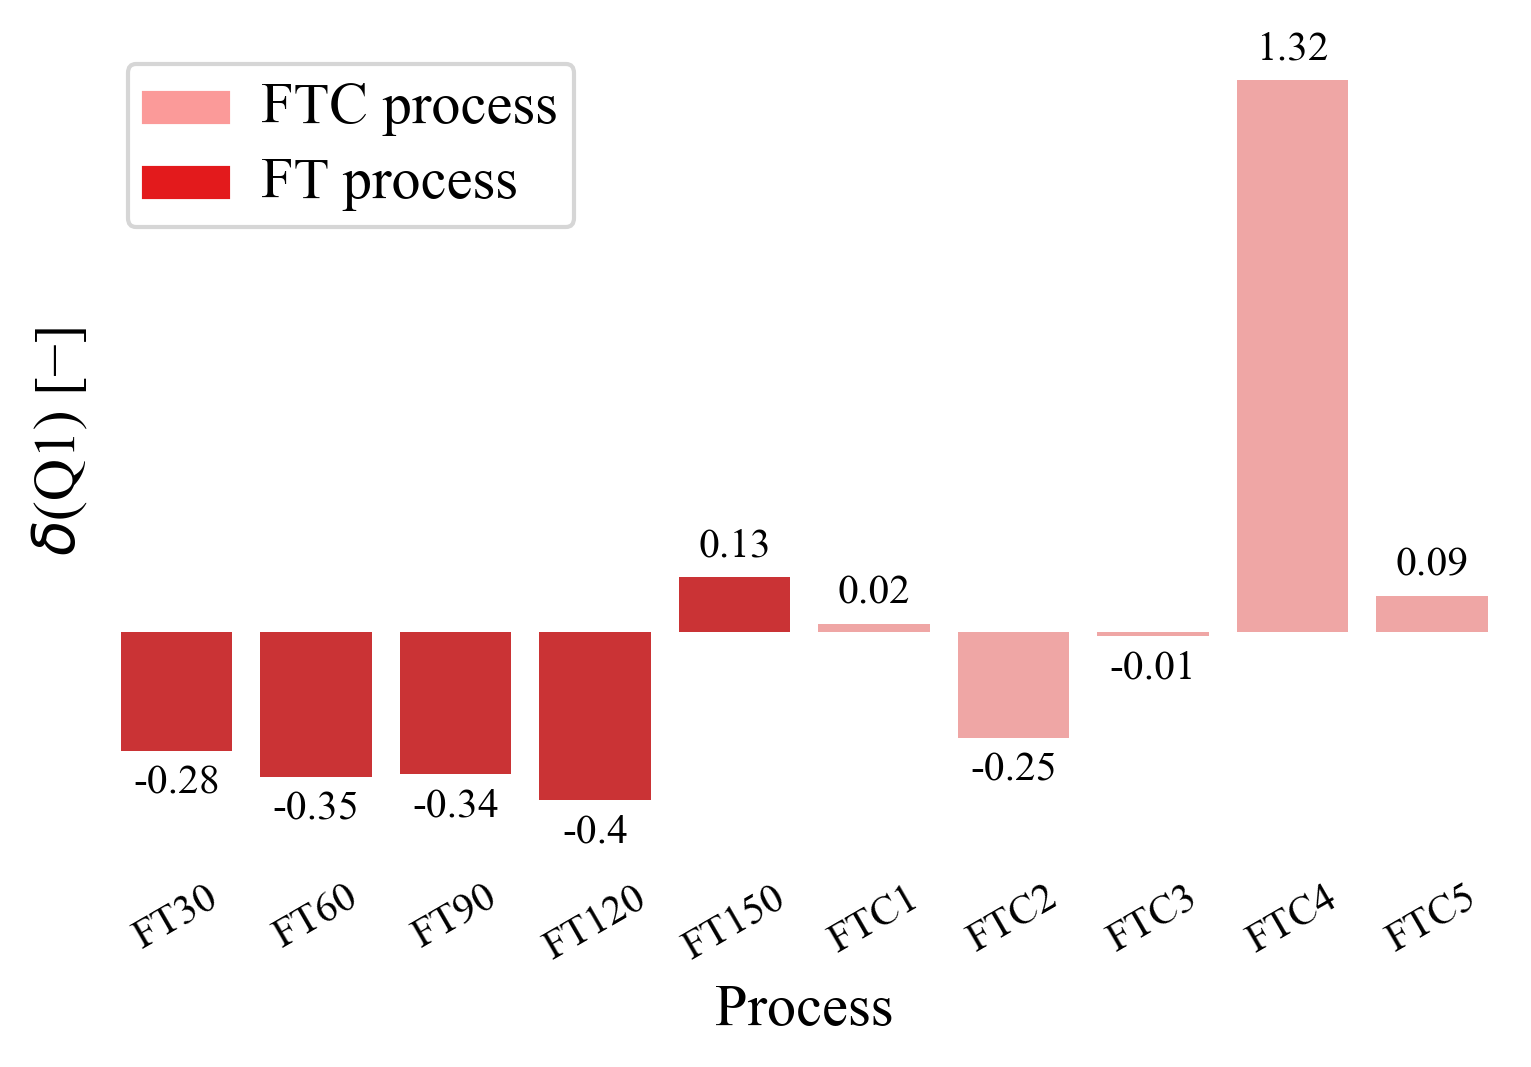 FTC process
FT process
δ(Q1) [−]
1.32
0.13
0.02
0.09
-0.01
-0.25
-0.28
-0.35
-0.34
-0.4
FT30
FT60
FT90
FT120
FT150
FTC1
FTC2
FTC3
FTC4
FTC5
Process